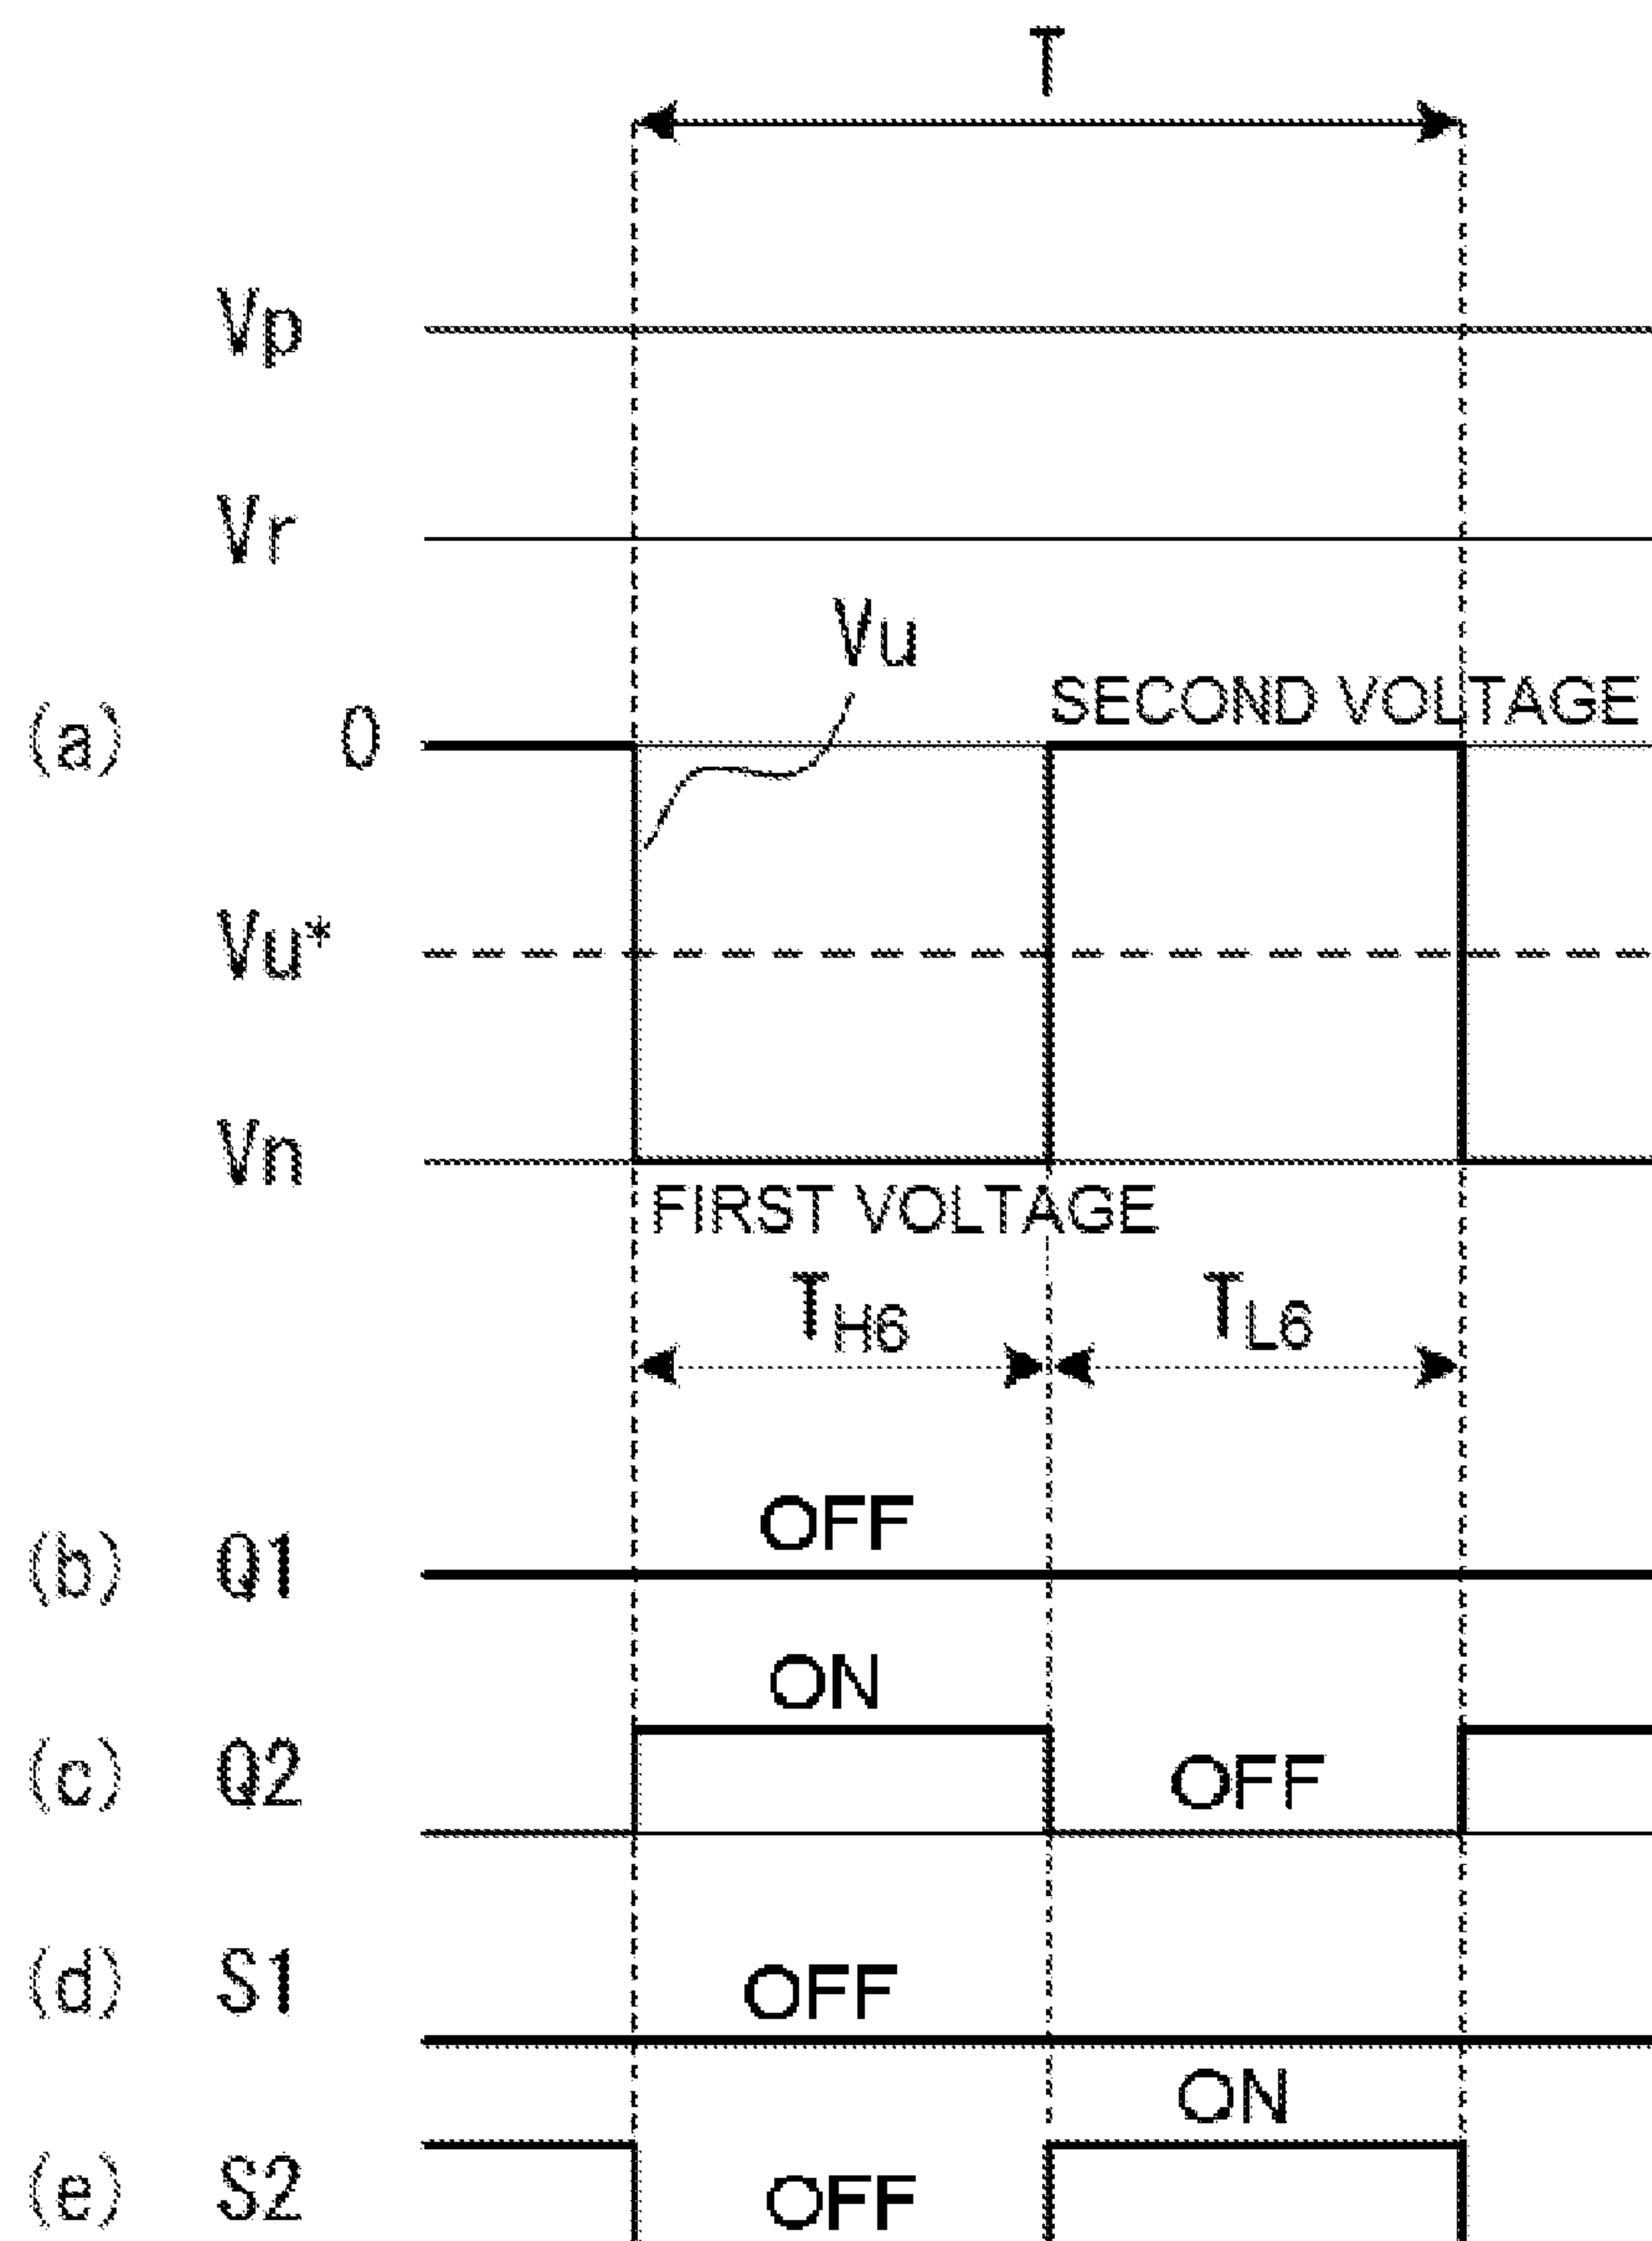 T
Vp
Vr
Vu
SECOND VOLTAGE
(a) 0
Vu*
Vn
FIRST VOLTAGE
TH6 TL6
OFF
(b) Q1
ON
(c) Q2 OFF
(d) S1 OFF
ON
(e) S2 OFF